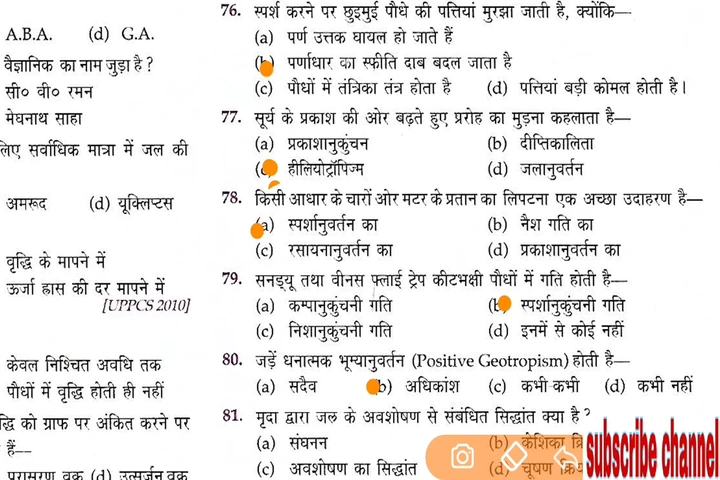 A.B.A. (d) G.A.
वैज्ञानिक का नाम जुड़ा है ?
सी० वी० रमन
मेघनाथ साहा
लिए सर्वाधिक मात्रा में जल की
अमरूद (d) यूक्लिप्टस
वृद्धि के मापने में
ऊर्जा ह्रास की दर मापने में
[UPPCS 2010]
केवल निश्चित अवधि तक
पौधों में वृद्धि होती ही नहीं
द्धि को ग्राफ पर अंकित करने पर
हैं—
(d) उत्सर्जन वक्र
76. स्पर्श करने पर छुइमुई पौधे की पत्तियां मुरझा जाती है, क्योंकि—
(a) पर्ण उत्तक घायल हो जाते हैं
(b) पर्णाधार का स्फीति दाब बदल जाता है
(c) पौधों में तंत्रिका तंत्र होता है (d) पत्तियां बड़ी कोमल होती है।
77. सूर्य के प्रकाश की ओर बढ़ते हुए प्ररोह का मुड़ना कहलाता है—
(a) प्रकाशानुकुंचन (b) दीप्तिकालिता
(c) हीलियोट्रॉपिज्म (d) जलानुवर्तन
78. किसी आधार के चारों ओर मटर के प्रतान का लिपटना एक अच्छा उदाहरण है—
(a) स्पर्शानुवर्तन का (b) नैश गति का
(c) रसायनानुवर्तन का (d) प्रकाशानुवर्तन का
79. सनड्यू तथा वीनस फ्लाई ट्रेप कीटभक्षी पौधों में गति होती है—
(a) कम्पानुकुंचनी गति (b) स्पर्शानुकुंचनी गति
(c) निशानुकुंचनी गति (d) इनमें से कोई नहीं
80. जड़ें धनात्मक भूम्यानुवर्तन (Positive Geotropism) होती है—
(a) सदैव (b) अधिकांश (c) कभी कभी (d) कभी नहीं
81. मृदा द्वारा जल के अवशोषण से संबंधित सिद्धांत क्या है ?
(a) संघनन (b) केशिका
(c) अवशोषण का सिद्धांत (d) चूषण
subscribe channel